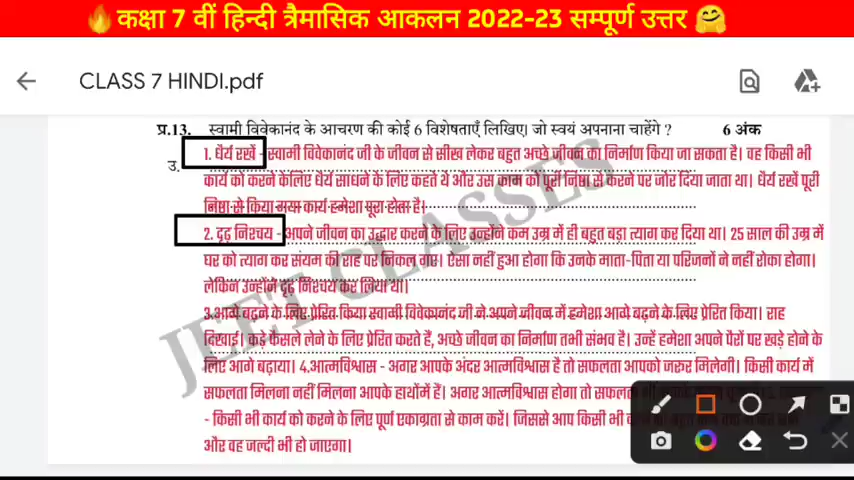 🔥कक्षा 7 वीं हिन्दी त्रैमासिक आकलन 2022-23 सम्पूर्ण उत्तर 🤗
CLASS 7 HINDI.pdf
प्र.13. स्वामी विवेकानंद के आचरण की कोई 6 विशेषताएँ लिखिए। जो स्वयं अपनाना चाहेंगे ? 6 अंक
उ. 1. धैर्य रखें - स्वामी विवेकानंद जी के जीवन से सीख लेकर बहुत अच्छे जीवन का निर्माण किया जा सकता है। वह किसी भी
कार्य को करने केलिए धैर्य साधने के लिए कहते थे और उस काम को पूरी निष्ठा से करने पर जोर दिया जाता था। धैर्य रखें पूरी
निष्ठा से किया गया कार्य हमेशा पूरा होता है।
2. दृढ़ निश्चय - अपने जीवन का उद्धार करने के लिए उन्होंने कम उम्र में ही बहुत बड़ा त्याग कर दिया था। 25 साल की उम्र में
घर को त्याग कर संयम की राह पर निकल गए। ऐसा नहीं हुआ होगा कि उनके माता-पिता या परिजनों ने नहीं रोका होगा।
लेकिन उन्होंने दृढ़ निश्चय कर लिया था।
3.आगे बढ़ने के लिए प्रेरित किया स्वामी विवेकानंद जी ने अपने जीवन में हमेशा आगे बढ़ने के लिए प्रेरित किया। राह
दिखाई। कड़े फैसले लेने के लिए प्रेरित करते हैं, अच्छे जीवन का निर्माण तभी संभव है। उन्हें हमेशा अपने पैरों पर खड़े होने के
लिए आगे बढ़ाया। 4.आत्मविश्वास - अगर आपके अंदर आत्मविश्वास है तो सफलता आपको जरूर मिलेगी। किसी कार्य में
सफलता मिलना नहीं मिलना आपके हाथोंमें हैं। अगर आत्मविश्वास होगा तो सफलता
- किसी भी कार्य को करने के लिए पूर्ण एकाग्रता से काम करें। जिससे आप किसी भी
और वह जल्दी भी हो जाएगा।
JEET CLASSES